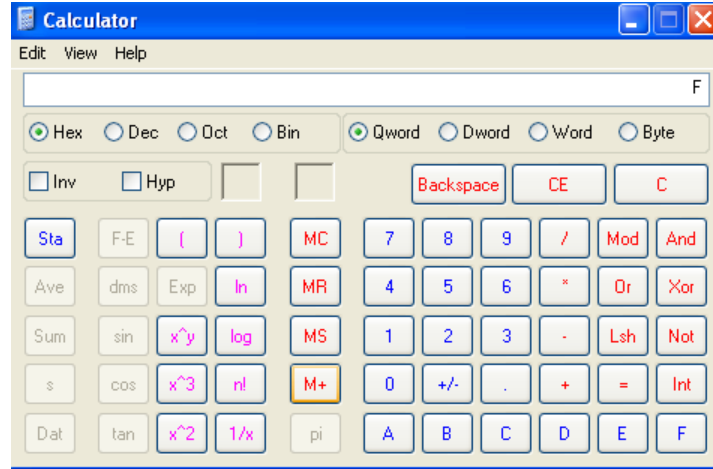 Calculator
Edit View Help
F
Hex Dec Oct Bin Qword Dword Word Byte
Inv Hyp Backspace CE C
Sta F-E ( ) MC 7 8 9 / Mod And
Ave dms Exp ln MR 4 5 6 * Or Xor
Sum sin x^y log MS 1 2 3 - Lsh Not
s cos x^3 n! M+ 0 +/- . + = Int
Dat tan x^2 1/x pi A B C D E F